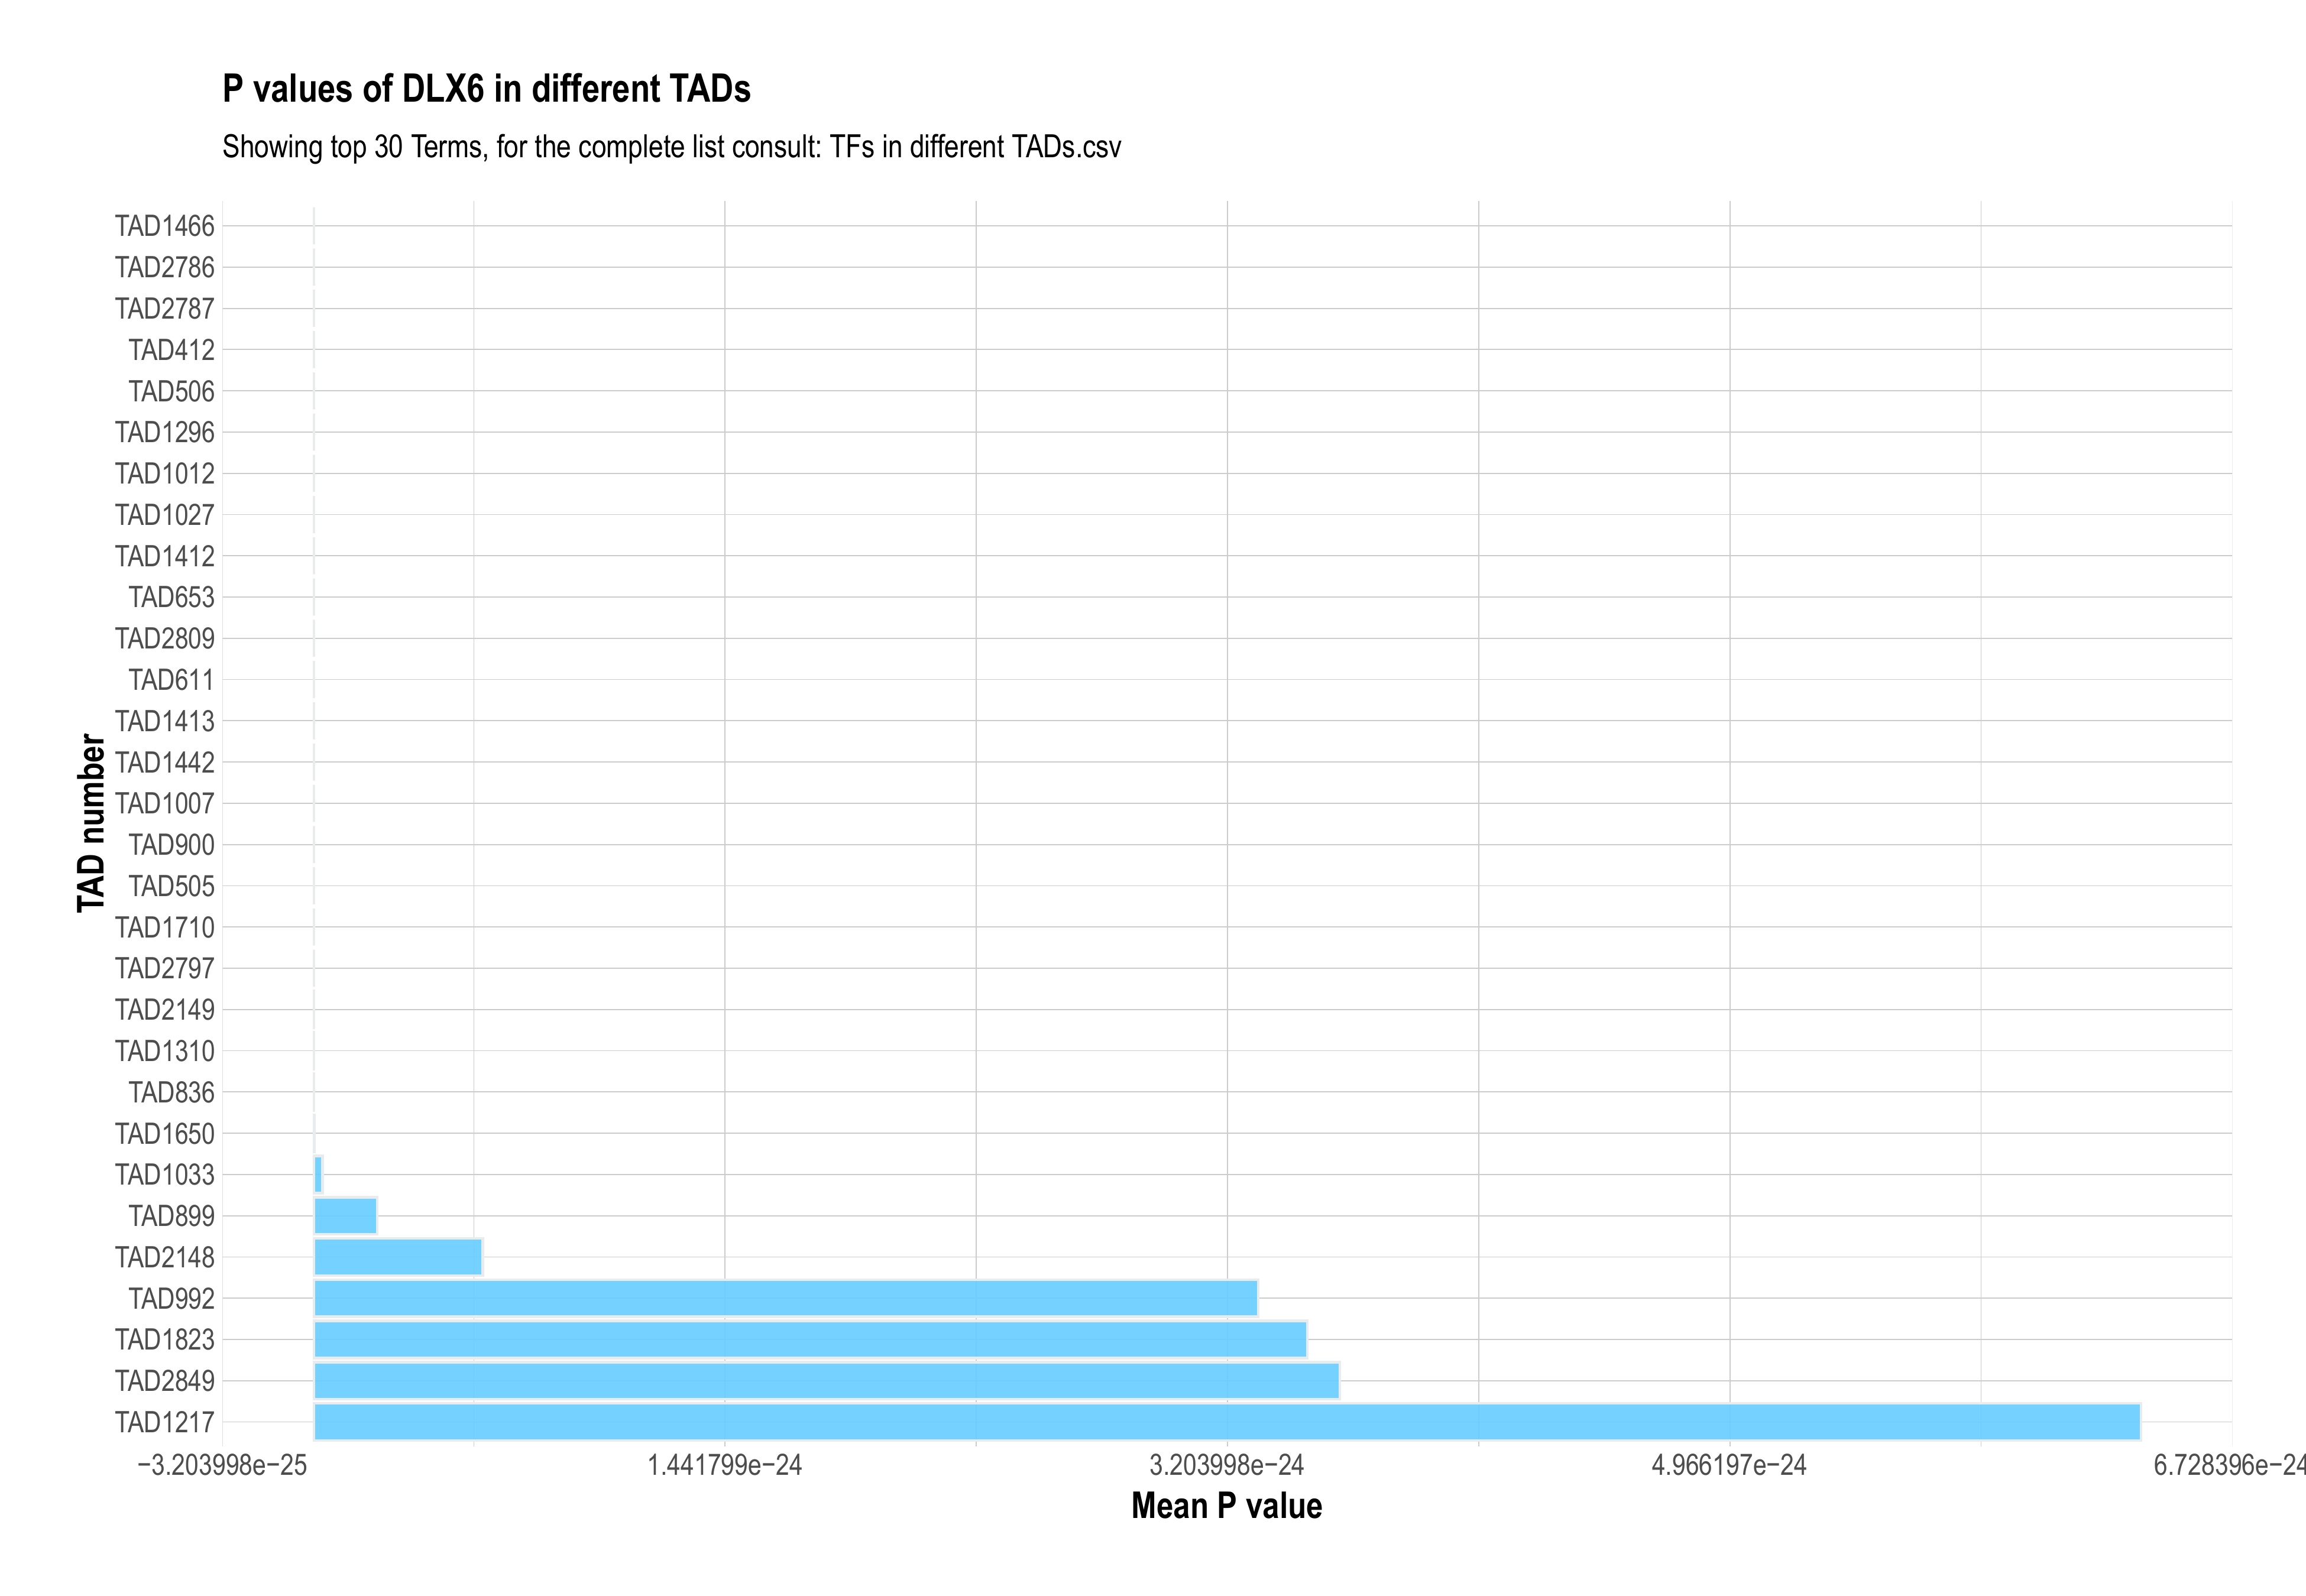 P values of DLX6 in different TADs
Showing top 30 Terms, for the complete list consult: TFs in different TADs.csv
TAD number
TAD1466
TAD2786
TAD2787
TAD412
TAD506
TAD1296
TAD1012
TAD1027
TAD1412
TAD653
TAD2809
TAD611
TAD1413
TAD1442
TAD1007
TAD900
TAD505
TAD1710
TAD2797
TAD2149
TAD1310
TAD836
TAD1650
TAD1033
TAD899
TAD2148
TAD992
TAD1823
TAD2849
TAD1217
−3.203998e−25 1.441799e−24 3.203998e−24 4.966197e−24 6.728396e−24
Mean P value